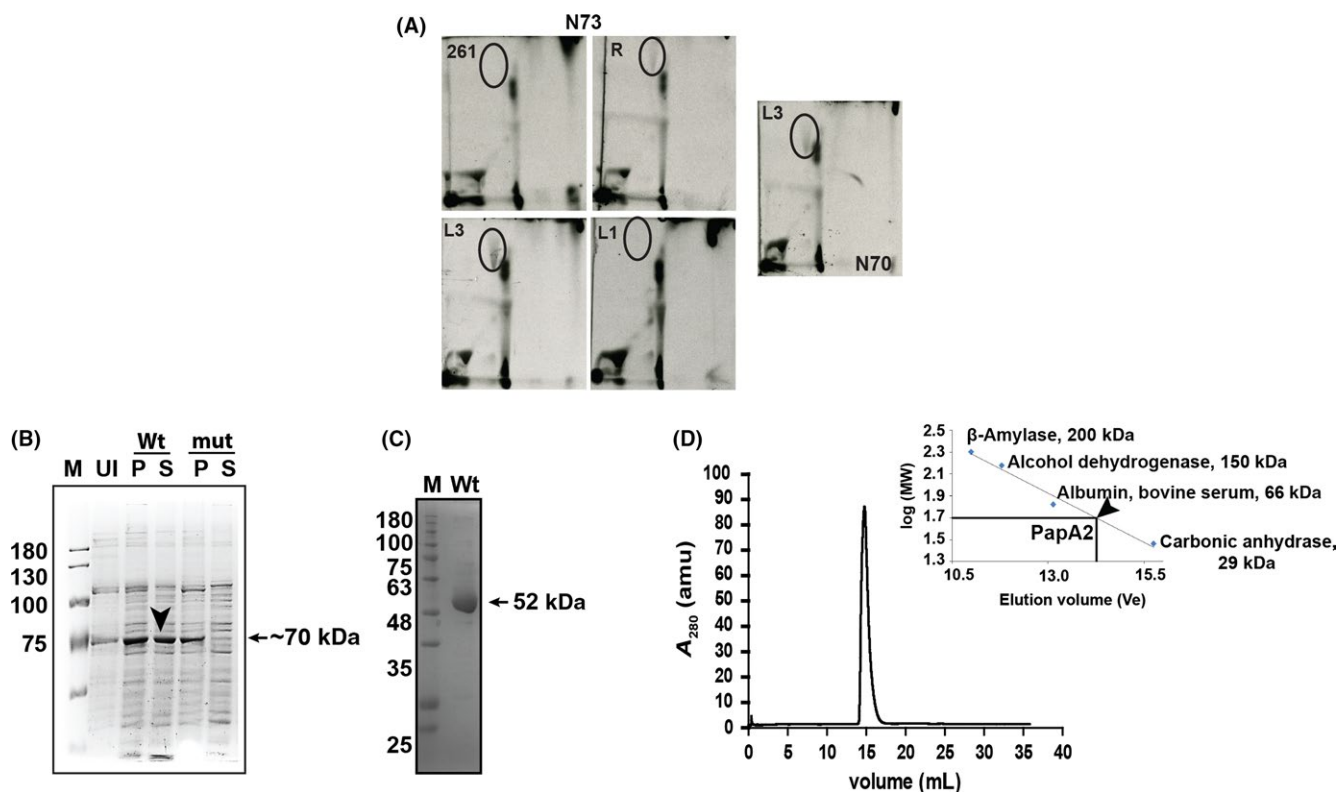 (A)
N73
261
R
L3
L1
L3
N70
(B)
Wt mut
M UI P S P S
180
130
100
75
~70 kDa
(C)
M Wt
180
100
75
63
48
35
25
52 kDa
(D)
A280 (amu)
100
90
80
70
60
50
40
30
20
10
0
0 5 10 15 20 25 30 35 40
volume (mL)
log (MW)
2.5
2.3
2.1
1.9
1.7
1.5
1.3
β-Amylase, 200 kDa
Alcohol dehydrogenase, 150 kDa
Albumin, bovine serum, 66 kDa
PapA2
Carbonic anhydrase,
29 kDa
10.5 13.0 15.5
Elution volume (Ve)